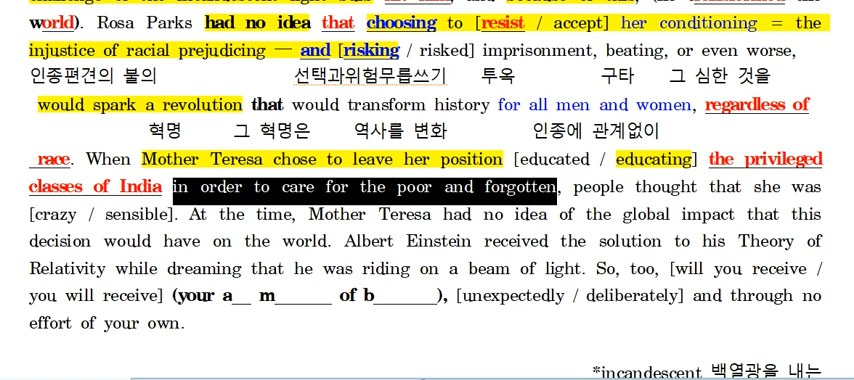 world). Rosa Parks had no idea that choosing to [resist / accept] her conditioning = the
injustice of racial prejudicing — and [risking / risked] imprisonment, beating, or even worse,
인종편견의 불의 선택과위험무릅쓰기 투옥 구타 그 심한 것을
would spark a revolution that would transform history for all men and women, regardless of
혁명 그 혁명은 역사를 변화 인종에 관계없이
race. When Mother Teresa chose to leave her position [educated / educating] the privileged
classes of India in order to care for the poor and forgotten, people thought that she was
[crazy / sensible]. At the time, Mother Teresa had no idea of the global impact that this
decision would have on the world. Albert Einstein received the solution to his Theory of
Relativity while dreaming that he was riding on a beam of light. So, too, [will you receive /
you will receive] (your a__ m______ of b______), [unexpectedly / deliberately] and through no
effort of your own.
*incandescent 백열광을 내는